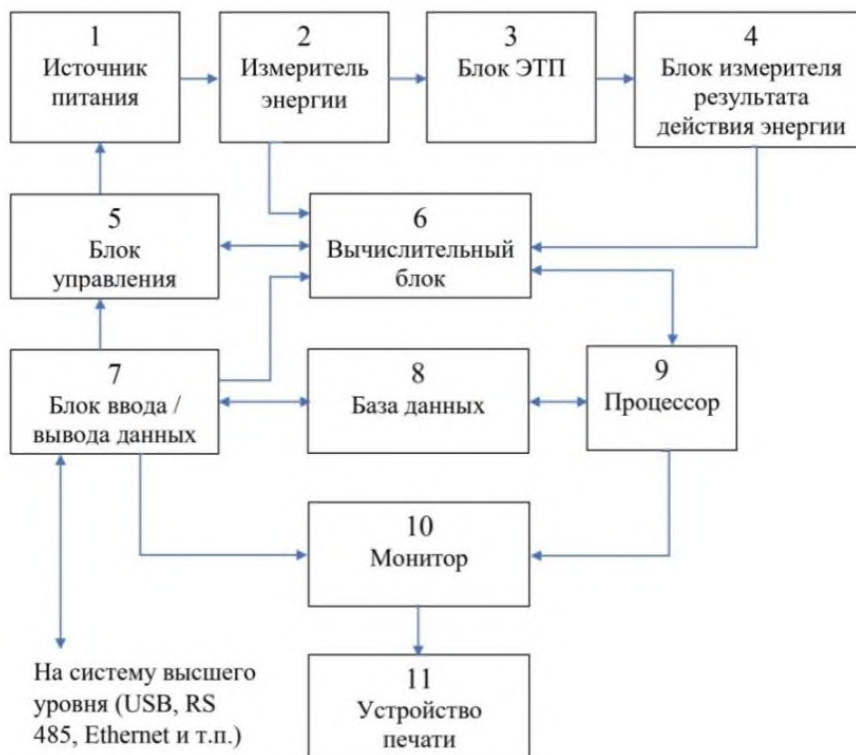 1
Источник
питания
2
Измеритель
энергии
3
Блок ЭТП
4
Блок измерителя
результата
действия энергии
5
Блок
управления
6
Вычислительный
блок
7
Блок ввода /
вывода данных
8
База данных
9
Процессор
10
Монитор
На систему высшего
уровня (USB, RS
485, Ethernet и т.п.)
11
Устройство
печати